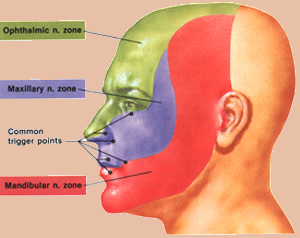 Ophthalmic n. zone
Maxillary n. zone
Common
trigger points
Mandibular n. zone